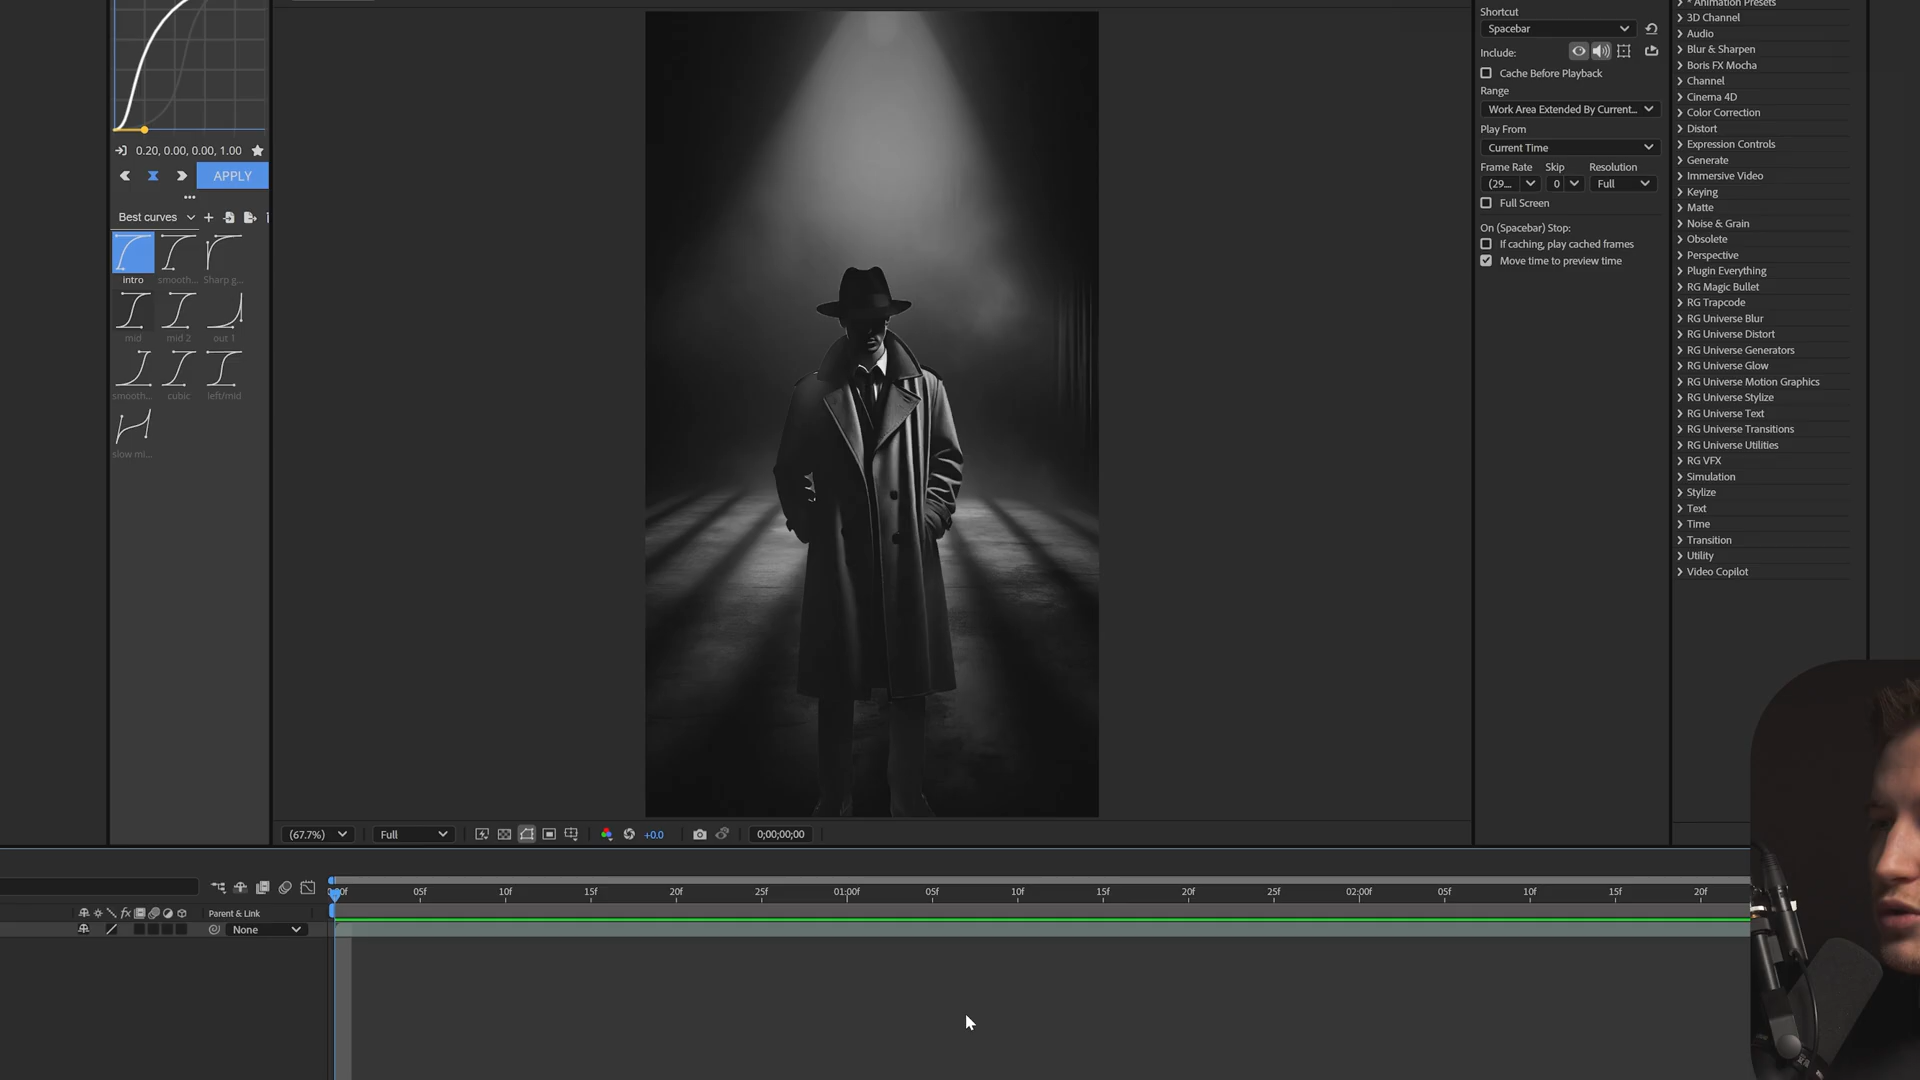 0.20, 0.00, 0.00, 1.00
APPLY
Best curves
intro
smooth...
Sharp g...
mid
mid 2
out 1
smooth...
cubic
left/mid
slow mi...
(67.7%)
Full
+0.0
0;00;00;00
Shortcut
Spacebar
Include:
Cache Before Playback
Range
Work Area Extended By Current...
Play From
Current Time
Frame Rate
Skip
Resolution
(29...
0
Full
Full Screen
On (Spacebar) Stop:
If caching, play cached frames
Move time to preview time
* Animation Presets
3D Channel
Audio
Blur & Sharpen
Boris FX Mocha
Channel
Cinema 4D
Color Correction
Distort
Expression Controls
Generate
Immersive Video
Keying
Matte
Noise & Grain
Obsolete
Perspective
Plugin Everything
RG Magic Bullet
RG Trapcode
RG Universe Blur
RG Universe Distort
RG Universe Generators
RG Universe Glow
RG Universe Motion Graphics
RG Universe Stylize
RG Universe Text
RG Universe Transitions
RG Universe Utilities
RG VFX
Simulation
Stylize
Text
Time
Transition
Utility
Video Copilot
05f 10f 15f 20f 25f 01:00f 05f 10f 15f 20f 25f 02:00f 05f 10f 15f 20f
fx
Parent & Link
None